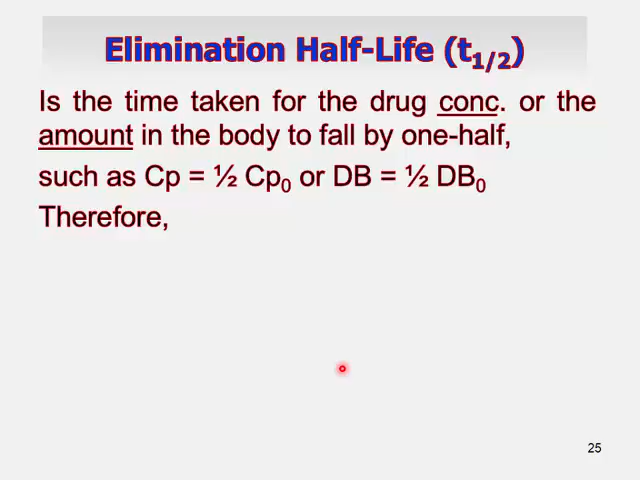 Elimination Half-Life (t1/2)
Is the time taken for the drug conc. or the
amount in the body to fall by one-half,
such as Cp = ½ Cp0 or DB = ½ DB0
Therefore,
25